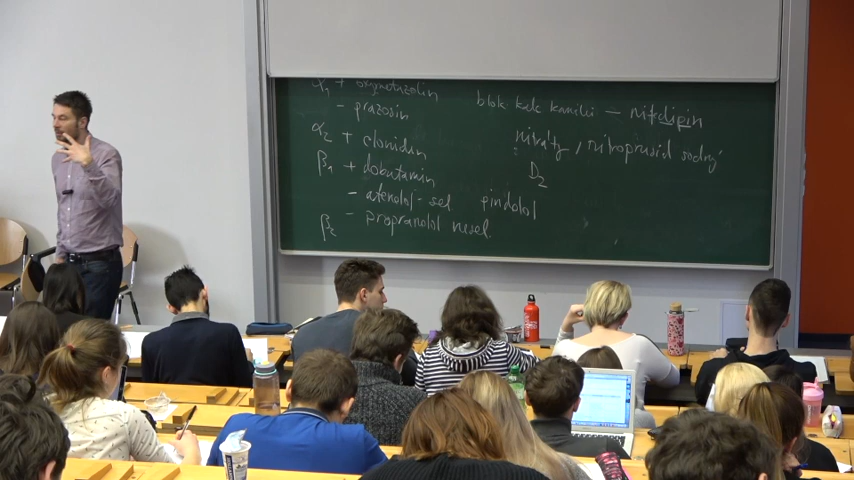 α1 + oxymetazolin
- prazosin
α2 + clonidin
β1 + dobutamin
- atenolol - sel pindolol
β2 - propranolol nesel.
blok kalc kanálů — nifedipin
nitráty, nitroprusid sodný
D2